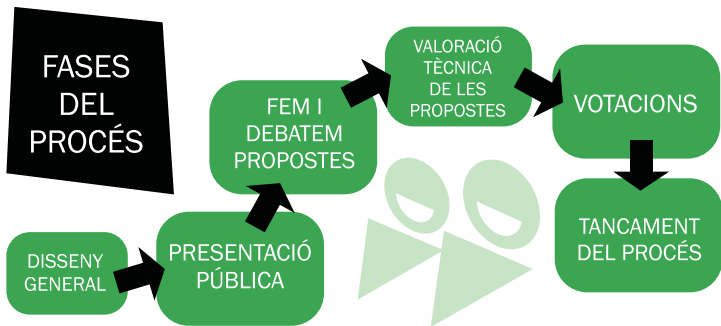 FASES
DEL
PROCÉS
DISSENY
GENERAL
PRESENTACIÓ
PÚBLICA
FEM I
DEBATEM
PROPOSTES
VALORACIÓ
TÈCNICA
DE LES
PROPOSTES
VOTACIONS
TANCAMENT
DEL PROCÉS